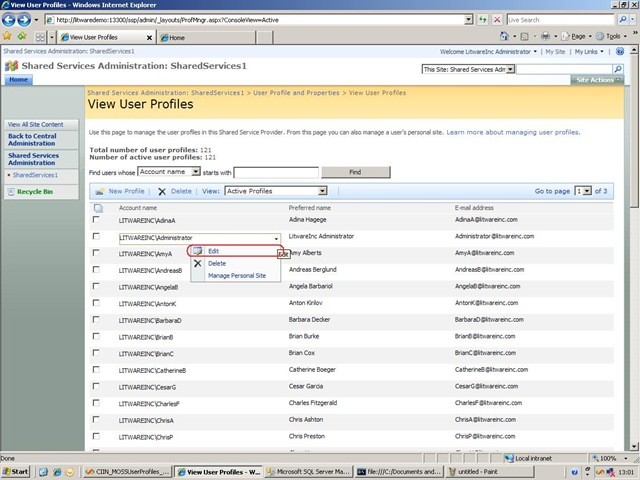 View User Profiles - Windows Internet Explorer
http://litwaredemo:13300/ssp/admin/_layouts/ProfMngr.aspx?ConsoleView=Active
Live Search
View User Profiles
Home
Page
Tools
Shared Services Administration: SharedServices1
Welcome LitwareInc Administrator
My Site
My Links
Shared Services Administration: SharedServices1
This Site: Shared Services Adm
Home
Site Actions
Shared Services Administration: SharedServices1 > User Profile and Properties > View User Profiles
View User Profiles
View All Site Content
Back to Central Administration
Shared Services Administration
SharedServices1
Recycle Bin
Use this page to manage the user profiles in this Shared Service Provider. From this page you can also manage a user's personal site. Learn more about managing user profiles.
Total number of user profiles: 121
Number of active user profiles: 121
Find users whose Account name starts with Find
New Profile Delete View: Active Profiles Go to page 1 of 3
Account name Preferred name E-mail address
LITWAREINC\AdinaA Adina Hagege AdinaA@litwareinc.com
LITWAREINC\Administrator LitwareInc Administrator Administrator@litwareinc.com
LITWAREINC\AmyA Amy Alberts AmyA@litwareinc.com
Edit
Edit
Delete
Manage Personal Site
LITWAREINC\AndreasB Andreas Berglund AndreasB@litwareinc.com
LITWAREINC\AngelaB Angela Barbariol AngelaB@litwareinc.com
LITWAREINC\AntonK Anton Kirilov AntonK@litwareinc.com
LITWAREINC\BarbaraD Barbara Decker BarbaraD@litwareinc.com
LITWAREINC\BrianB Brian Burke BrianB@litwareinc.com
LITWAREINC\BrianC Brian Cox BrianC@litwareinc.com
LITWAREINC\CatherineB Catherine Boeger CatherineB@litwareinc.com
LITWAREINC\CesarG Cesar Garcia CesarG@litwareinc.com
LITWAREINC\CharlesF Charles Fitzgerald CharlesF@litwareinc.com
LITWAREINC\ChrisA Chris Ashton ChrisA@litwareinc.com
LITWAREINC\ChrisP Chris Preston ChrisP@litwareinc.com
Done
Local intranet
100%
Start
CIIN_MOSSUserProfiles_...
View User Profiles - W...
Microsoft SQL Server Ma...
file:///C:/Documents and...
untitled - Paint
13:01